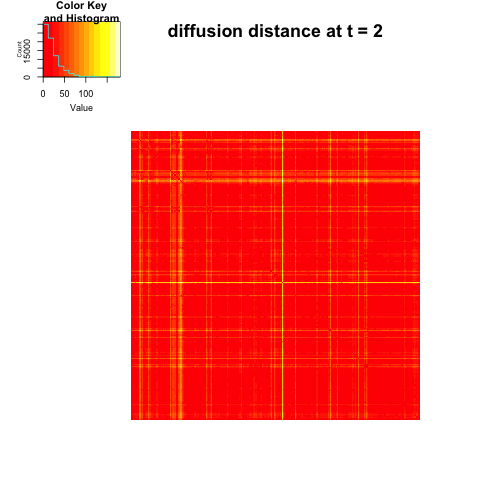 Color Key
and Histogram
diffusion distance at t = 2
Count
0 15000
0 50 100
Value